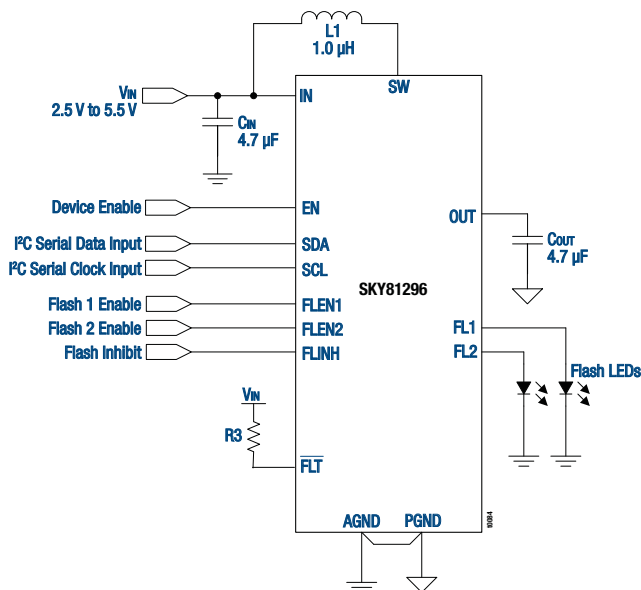 L1
1.0 µH
SW
VIN
2.5 V to 5.5 V
IN
CIN
4.7 µF
Device Enable
EN
OUT
I²C Serial Data Input
SDA
COUT
4.7 µF
I²C Serial Clock Input
SCL
SKY81296
Flash 1 Enable
FLEN1
Flash 2 Enable
FLEN2
FL1
Flash Inhibit
FLINH
FL2
Flash LEDs
VIN
R3
FLT
AGND
PGND
10084